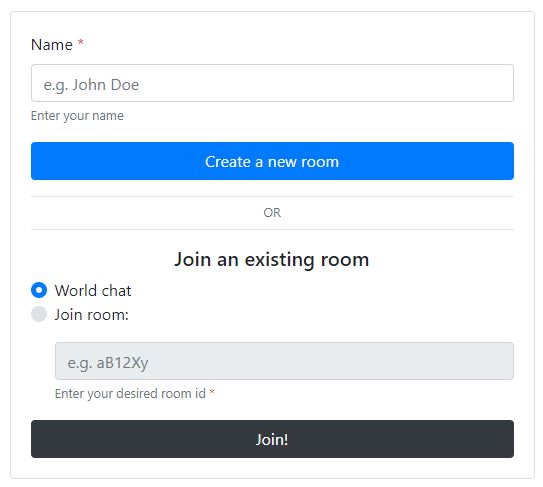 Name *
e.g. John Doe
Enter your name
Create a new room
OR
Join an existing room
World chat
Join room:
e.g. aB12Xy
Enter your desired room id *
Join!